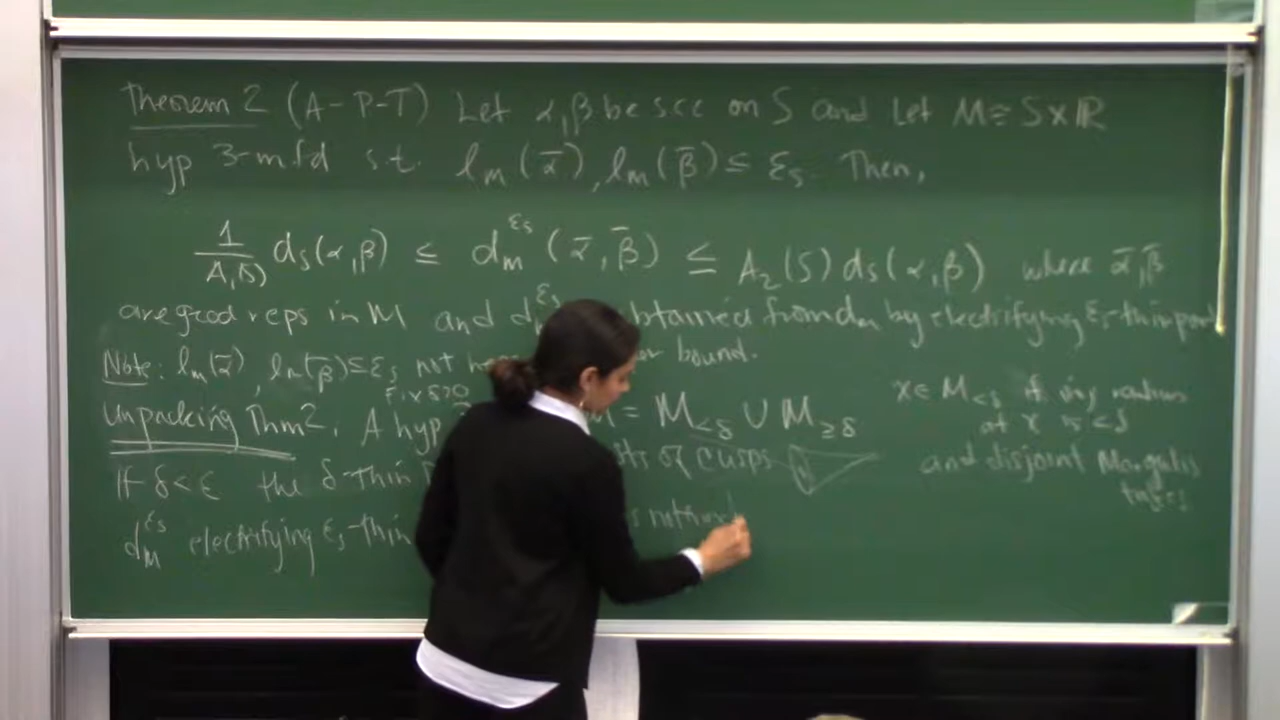 Theorem 2 (A-P-T) Let α,β be scc on S and let M ≅ S×ℝ
hyp 3-mfd s.t. l_M(ᾱ), l_M(β̄) ≤ ε_s. Then,
1/A_1(S) d_S(α,β) ≤ d_M^{ε_s}(ᾱ,β̄) ≤ A_2(S) d_S(α,β) where ᾱ,β̄
are good reps in M and obtained from d_M by electrifying ε_s-thin part
Note: l_M(ᾱ), l_M(β̄) ≤ ε_s not bound.
Fix δ>0
Unpacking Thm 2. A hyp = M_{<δ} ∪ M_{≥δ}
x ∈ M_{<δ} if inj radius
at x is < δ
If δ<ε the δ-thin of cusps
and disjoint Margulis
tubes
d_M^{ε_s} electrifying ε_s-thin